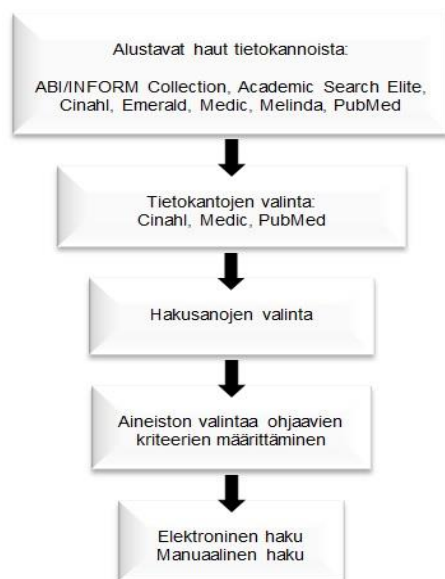 Alustavat haut tietokannoista:
ABI/INFORM Collection, Academic Search Elite,
Cinahl, Emerald, Medic, Melinda, PubMed
Tietokantojen valinta:
Cinahl, Medic, PubMed
Hakusanojen valinta
Aineiston valintaa ohjaavien
kriteerien määrittäminen
Elektroninen haku
Manuaalinen haku